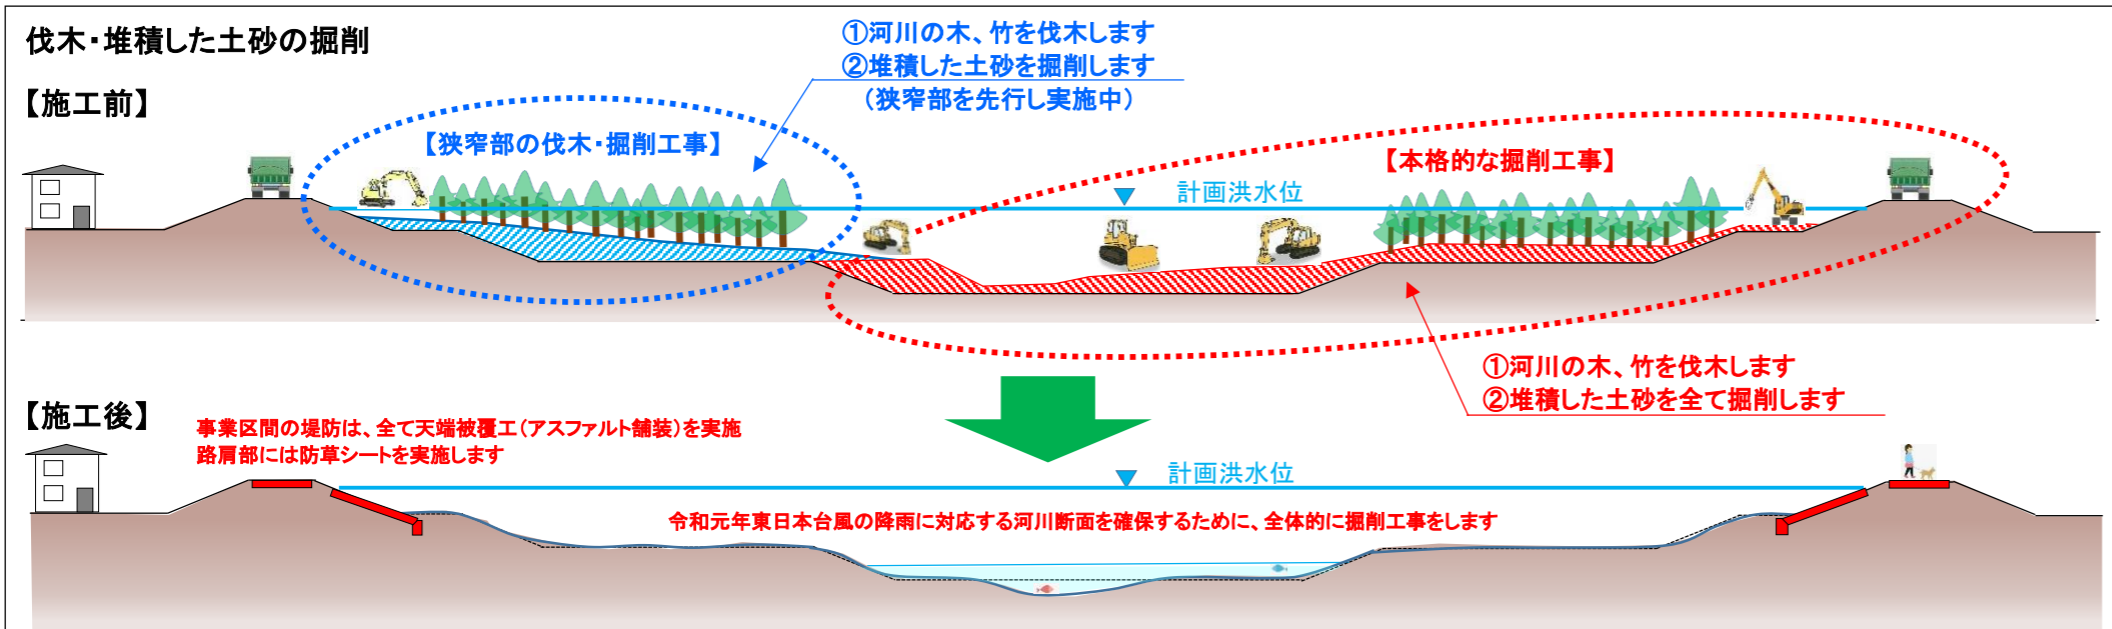 伐木・堆積した土砂の掘削
①河川の木、竹を伐木します
②堆積した土砂を掘削します
（狭窄部を先行し実施中）
【施工前】
【狭窄部の伐木・掘削工事】
【本格的な掘削工事】
計画洪水位
①河川の木、竹を伐木します
②堆積した土砂を全て掘削します
【施工後】
事業区間の堤防は、全て天端被覆工（アスファルト舗装）を実施
路肩部には防草シートを実施します
計画洪水位
令和元年東日本台風の降雨に対応する河川断面を確保するために、全体的に掘削工事をします